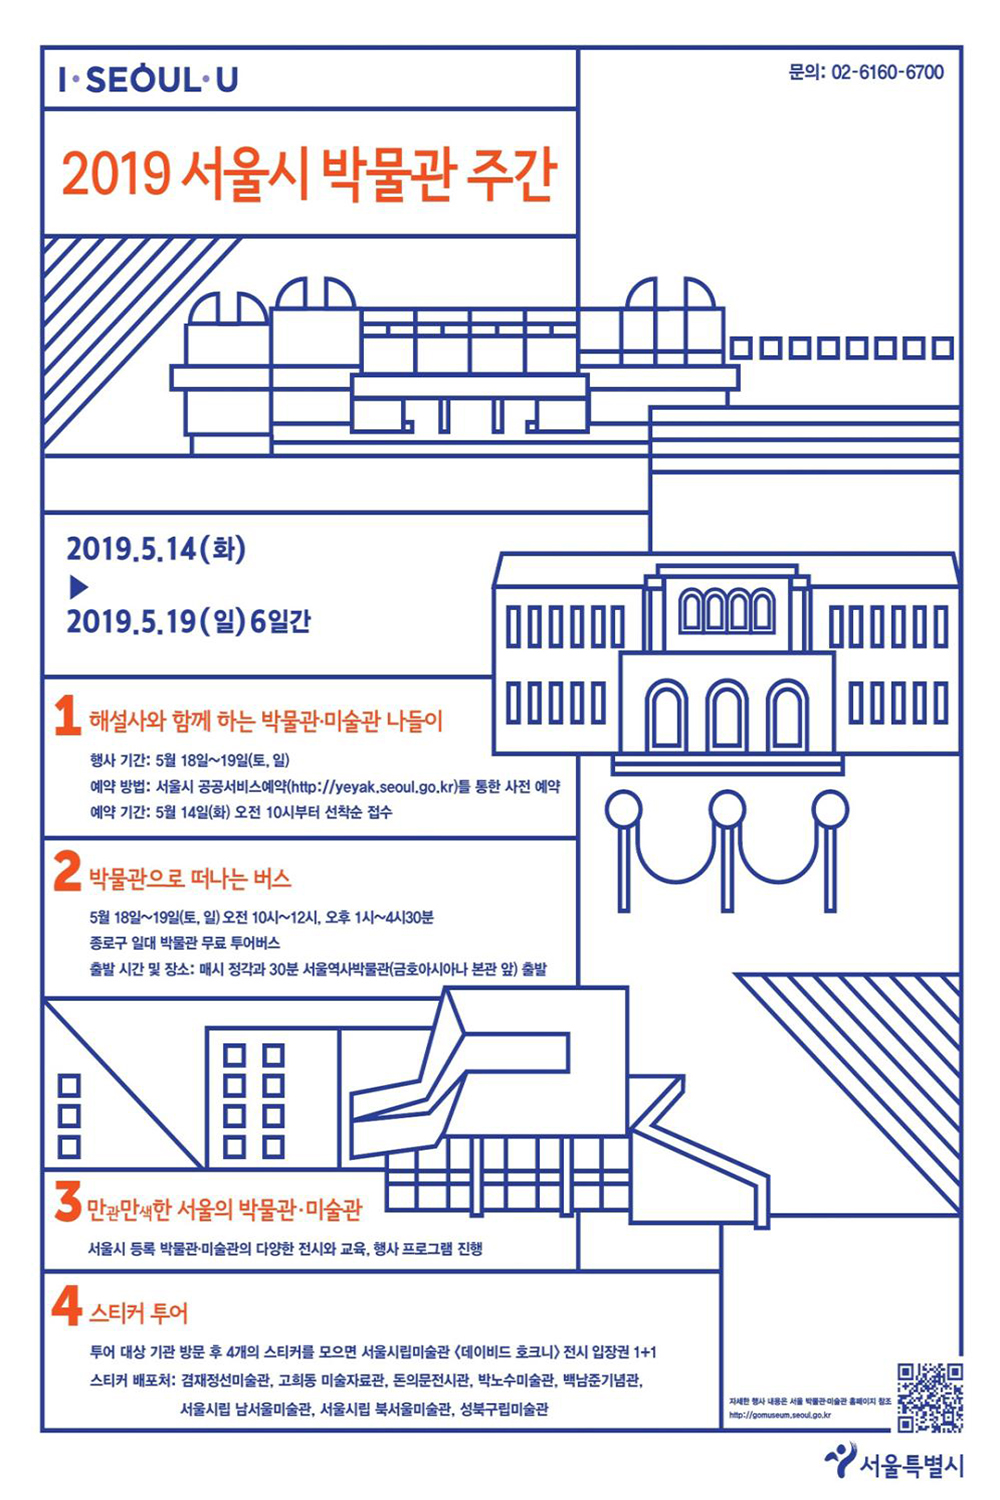 I·SEOUL·U
문의: 02-6160-6700
2019 서울시 박물관 주간
2019.5.14(화)
▶
2019.5.19(일)6일간
1 해설사와 함께 하는 박물관·미술관 나들이
행사 기간: 5월 18일~19일(토, 일)
예약 방법: 서울시 공공서비스예약(http://yeyak.seoul.go.kr)를 통한 사전 예약
예약 기간: 5월 14일(화) 오전 10시부터 선착순 접수
2 박물관으로 떠나는 버스
5월 18일~19일(토, 일) 오전 10시~12시, 오후 1시~4시30분
종로구 일대 박물관 무료 투어버스
출발 시간 및 장소: 매시 정각과 30분 서울역사박물관(금호아시아나 본관 앞) 출발
3 만관만색한 서울의 박물관·미술관
서울시 등록 박물관·미술관의 다양한 전시와 교육, 행사 프로그램 진행
4 스티커 투어
투어 대상 기관 방문 후 4개의 스티커를 모으면 서울시립미술관 <데이비드 호크니> 전시 입장권 1+1
스티커 배포처: 겸재정선미술관, 고희동 미술자료관, 돈의문전시관, 박노수미술관, 백남준기념관,
서울시립 남서울미술관, 서울시립 북서울미술관, 성북구립미술관
자세한 행사 내용은 서울 박물관·미술관 홈페이지 참조
http://gomuseum.seoul.go.kr
서울특별시